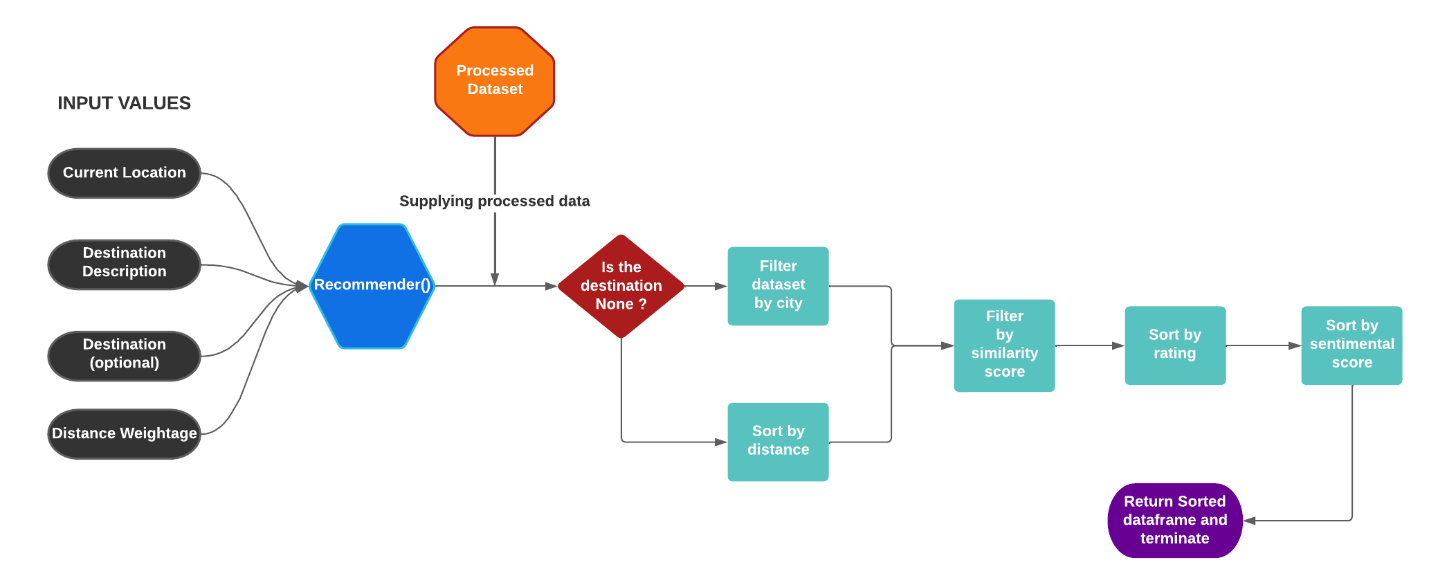 Processed
Dataset
INPUT VALUES
Current Location
Destination
Description
Destination
(optional)
Distance Weightage
Recommender()
Supplying processed data
Is the
destination
None ?
Filter
dataset
by city
Sort by
distance
Filter
by
similarity
score
Sort by
rating
Sort by
sentimental
score
Return Sorted
dataframe and
terminate